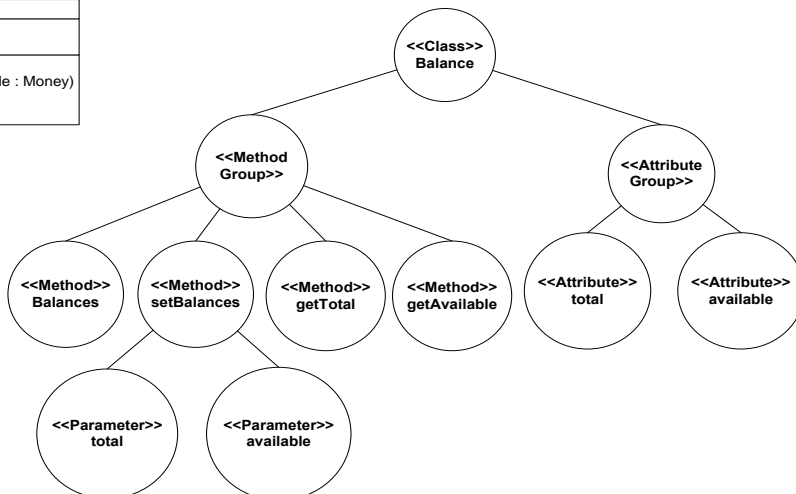 <<Class>>
Balance
le : Money)
<<Method
Group>>
<<Attribute
Group>>
<<Method>>
Balances
<<Method>>
setBalances
<<Method>>
getTotal
<<Method>>
getAvailable
<<Attribute>>
total
<<Attribute>>
available
<<Parameter>>
total
<<Parameter>>
available